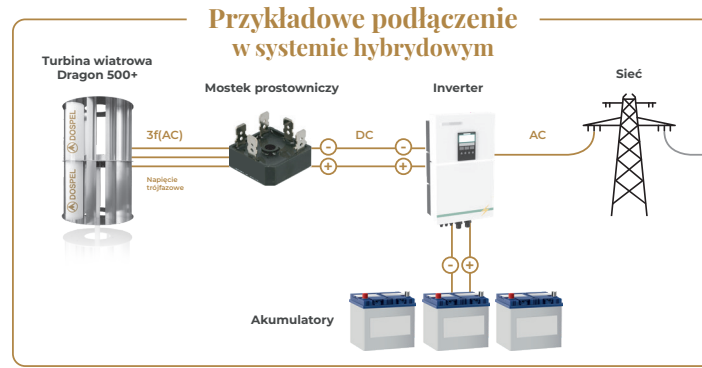 Przykładowe podłączenie
w systemie hybrydowym
Turbina wiatrowa
Dragon 500+
Mostek prostowniczy
Inverter
Sieć
DOSPEL
DOSPEL
3f(AC)
Napięcie
trójfazowe
-
+
DC
-
+
AC
-
+
Akumulatory